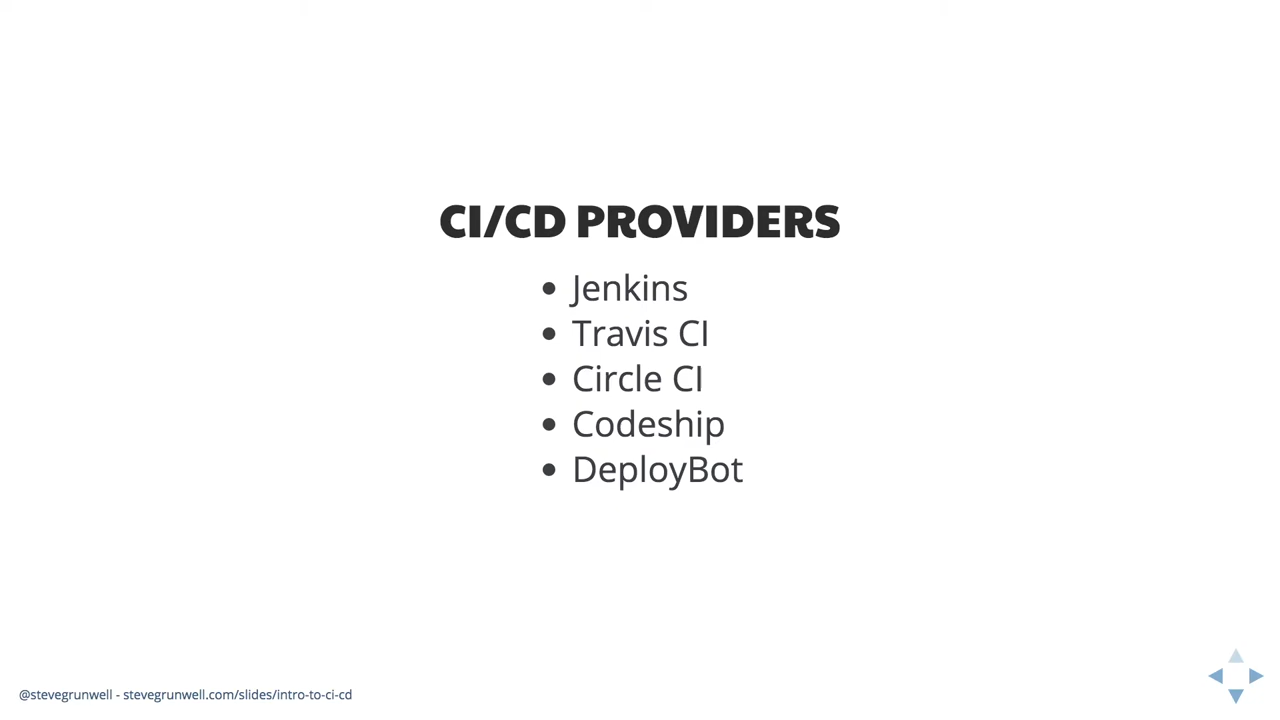 CI/CD PROVIDERS
• Jenkins
• Travis CI
• Circle CI
• Codeship
• DeployBot
@stevegrunwell - stevegrunwell.com/slides/intro-to-ci-cd